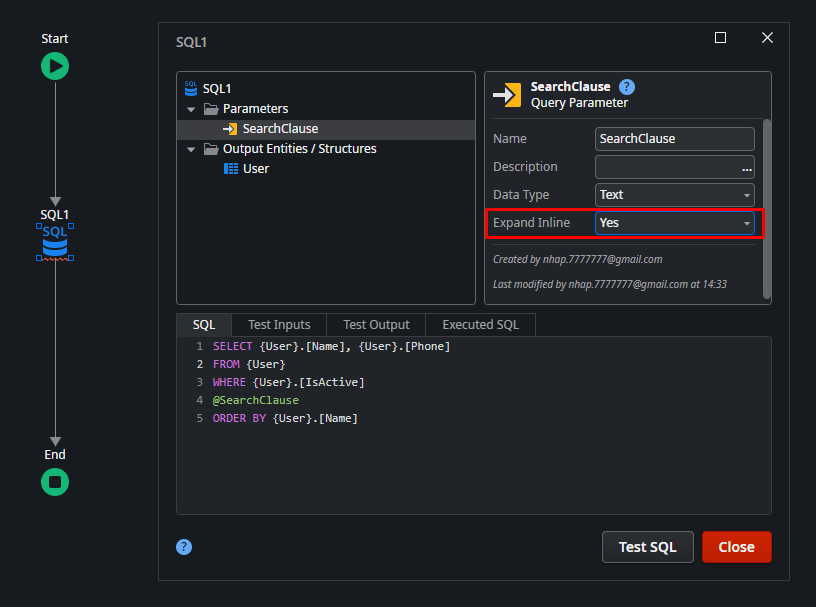 Start
SQL1
SQL
End
SQL1
SQL
SQL1
Parameters
SearchClause
Output Entities / Structures
User
SearchClause ?
Query Parameter
Name SearchClause
Description ...
Data Type Text
Expand Inline Yes
Created by nhap.7777777@gmail.com
Last modified by nhap.7777777@gmail.com at 14:33
SQL Test Inputs Test Output Executed SQL
1 SELECT {User}.[Name], {User}.[Phone]
2 FROM {User}
3 WHERE {User}.[IsActive]
4 @SearchClause
5 ORDER BY {User}.[Name]
? Test SQL Close